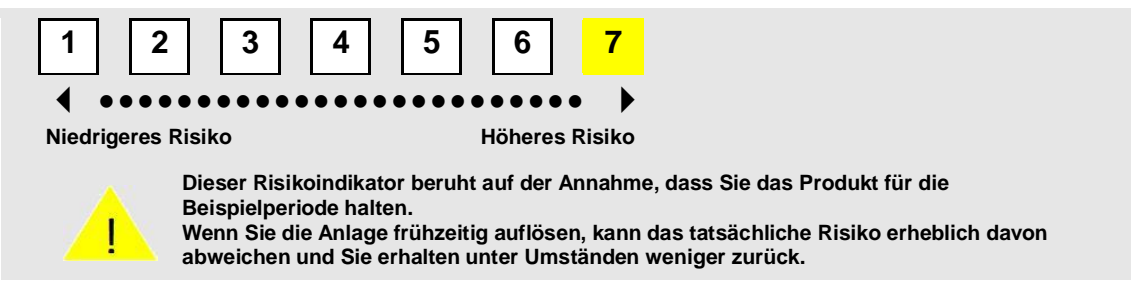 1 2 3 4 5 6 7
Niedrigeres Risiko Höheres Risiko
Dieser Risikoindikator beruht auf der Annahme, dass Sie das Produkt für die
Beispielperiode halten.
! Wenn Sie die Anlage frühzeitig auflösen, kann das tatsächliche Risiko erheblich davon
abweichen und Sie erhalten unter Umständen weniger zurück.